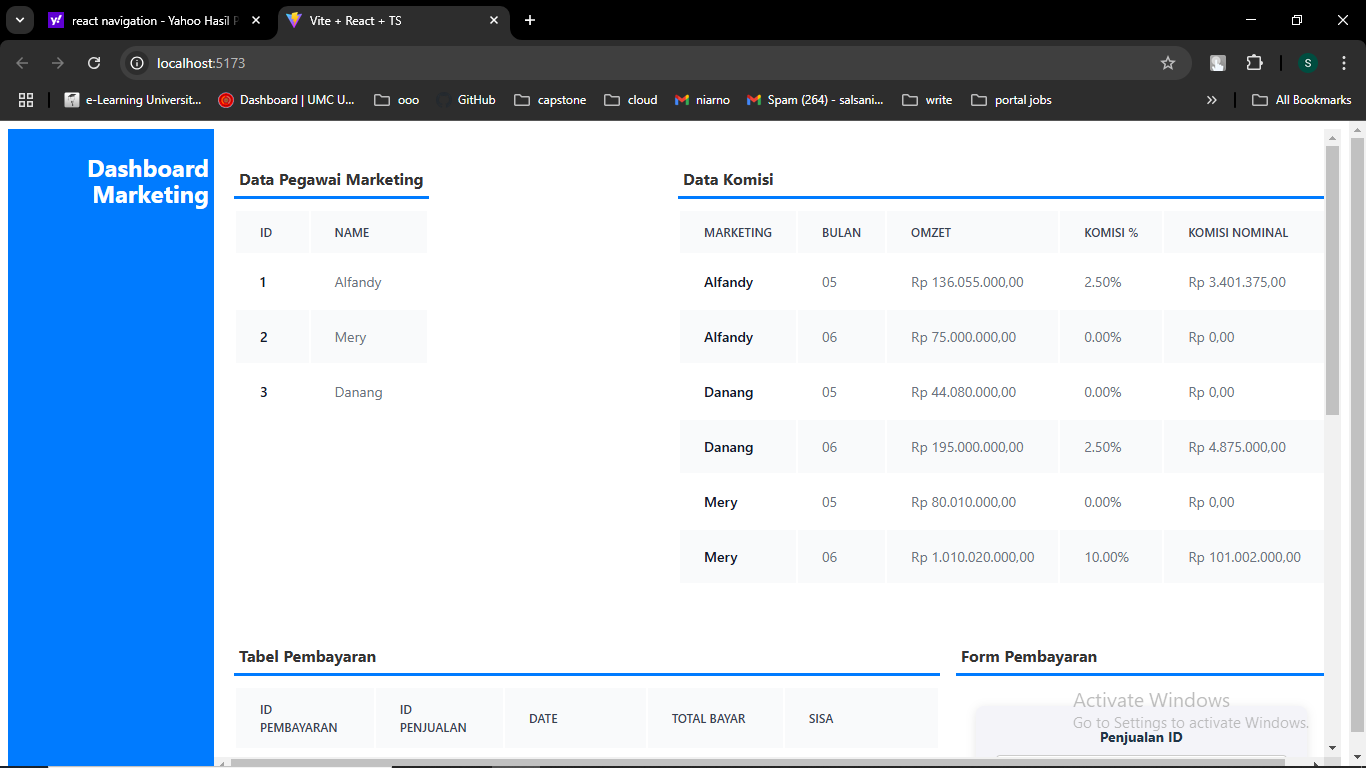 react navigation - Yahoo Hasil P
Vite + React + TS
localhost:5173
S
e-Learning Universit...
Dashboard | UMC U...
ooo
GitHub
capstone
cloud
niarno
Spam (264) - salsani...
write
portal jobs
»
All Bookmarks
Dashboard
Marketing
Data Pegawai Marketing
ID NAME
1 Alfandy
2 Mery
3 Danang
Data Komisi
MARKETING BULAN OMZET KOMISI % KOMISI NOMINAL
Alfandy 05 Rp 136.055.000,00 2.50% Rp 3.401.375,00
Alfandy 06 Rp 75.000.000,00 0.00% Rp 0,00
Danang 05 Rp 44.080.000,00 0.00% Rp 0,00
Danang 06 Rp 195.000.000,00 2.50% Rp 4.875.000,00
Mery 05 Rp 80.010.000,00 0.00% Rp 0,00
Mery 06 Rp 1.010.020.000,00 10.00% Rp 101.002.000,00
Tabel Pembayaran
ID PEMBAYARAN ID PENJUALAN DATE TOTAL BAYAR SISA
Form Pembayaran
Activate Windows
Go to Settings to activate Windows.
Penjualan ID